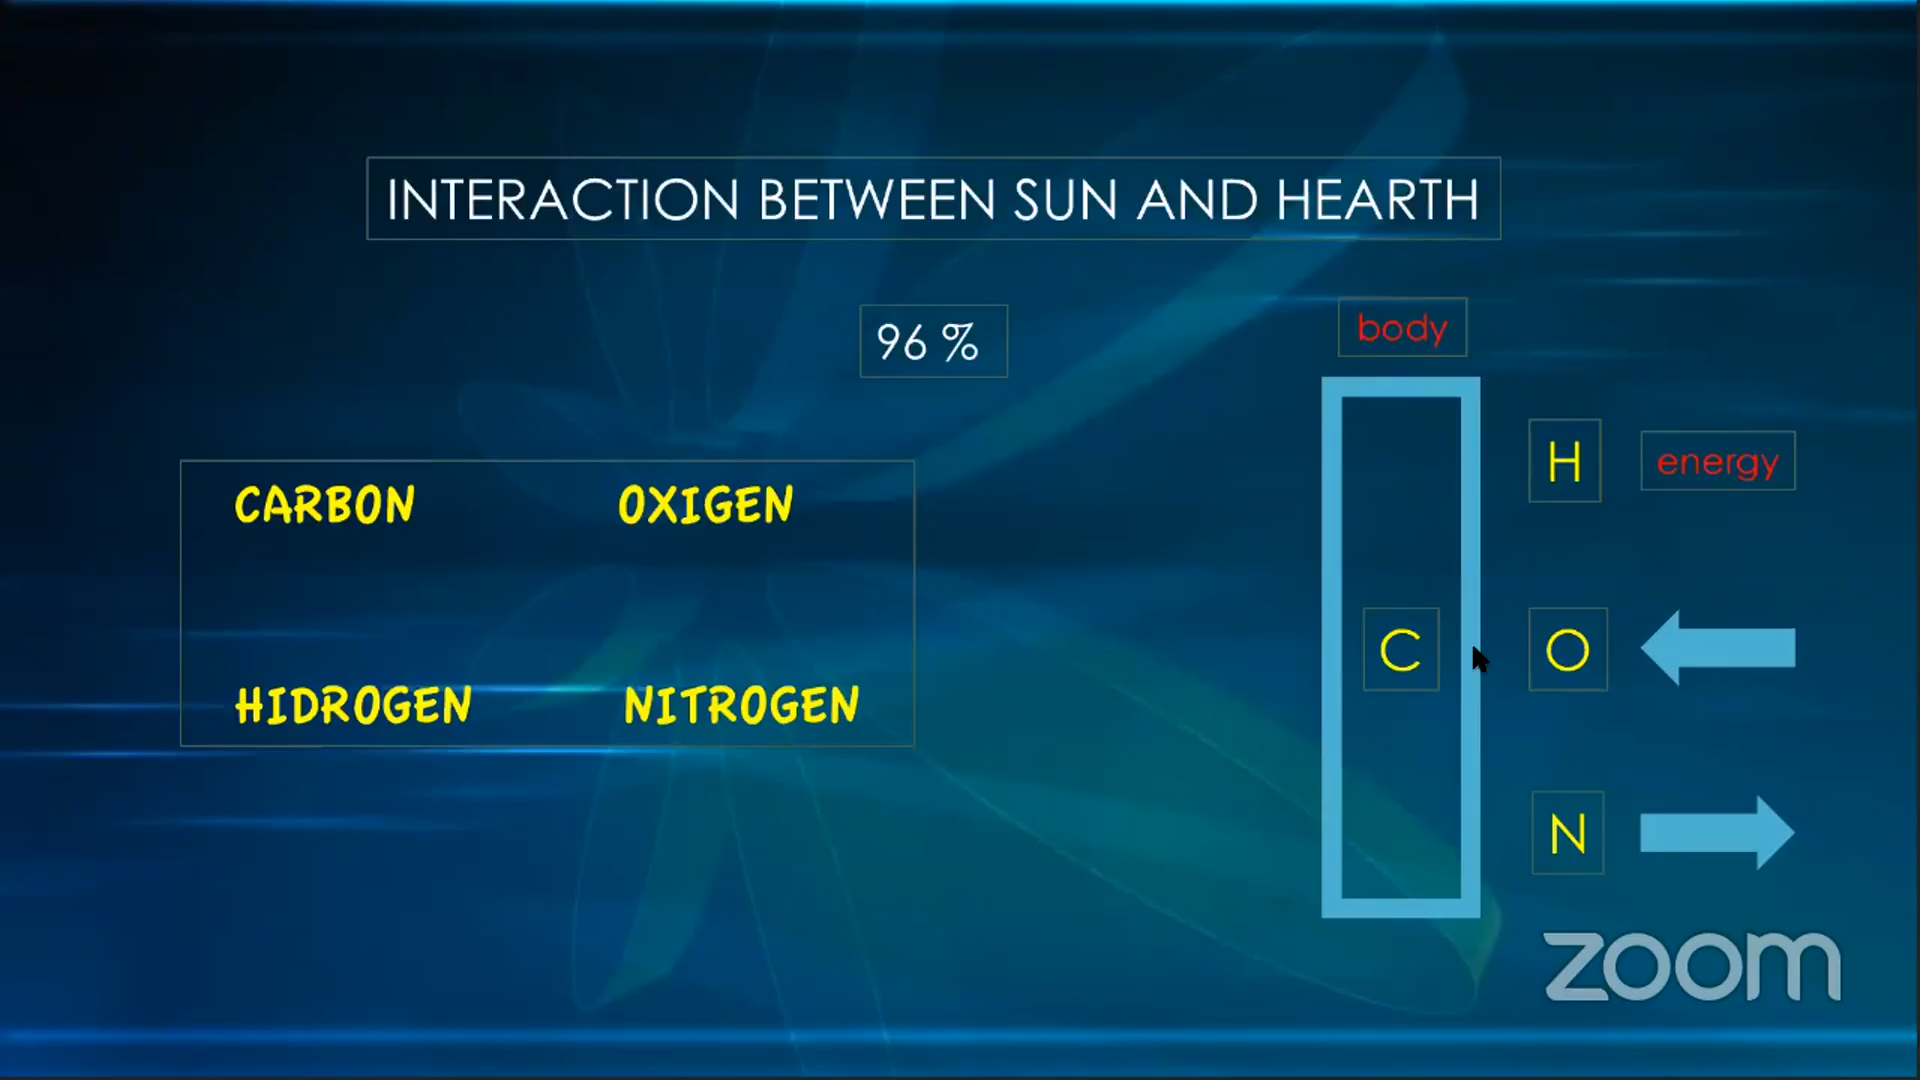 INTERACTION BETWEEN SUN AND HEARTH
96 %
body
CARBON OXIGEN
HIDROGEN NITROGEN
H energy
C O
N
zoom